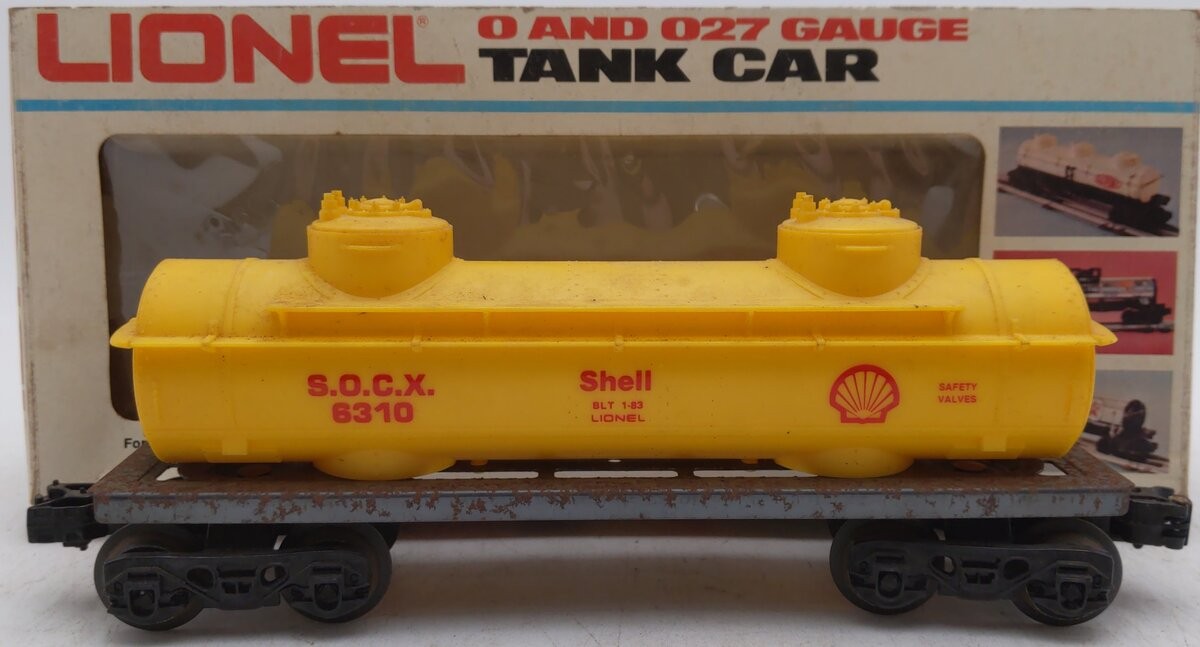 LIONEL®
O AND O27 GAUGE
TANK CAR
S.O.C.X.
6310
Shell
BLT 1-83
LIONEL
SAFETY
VALVES